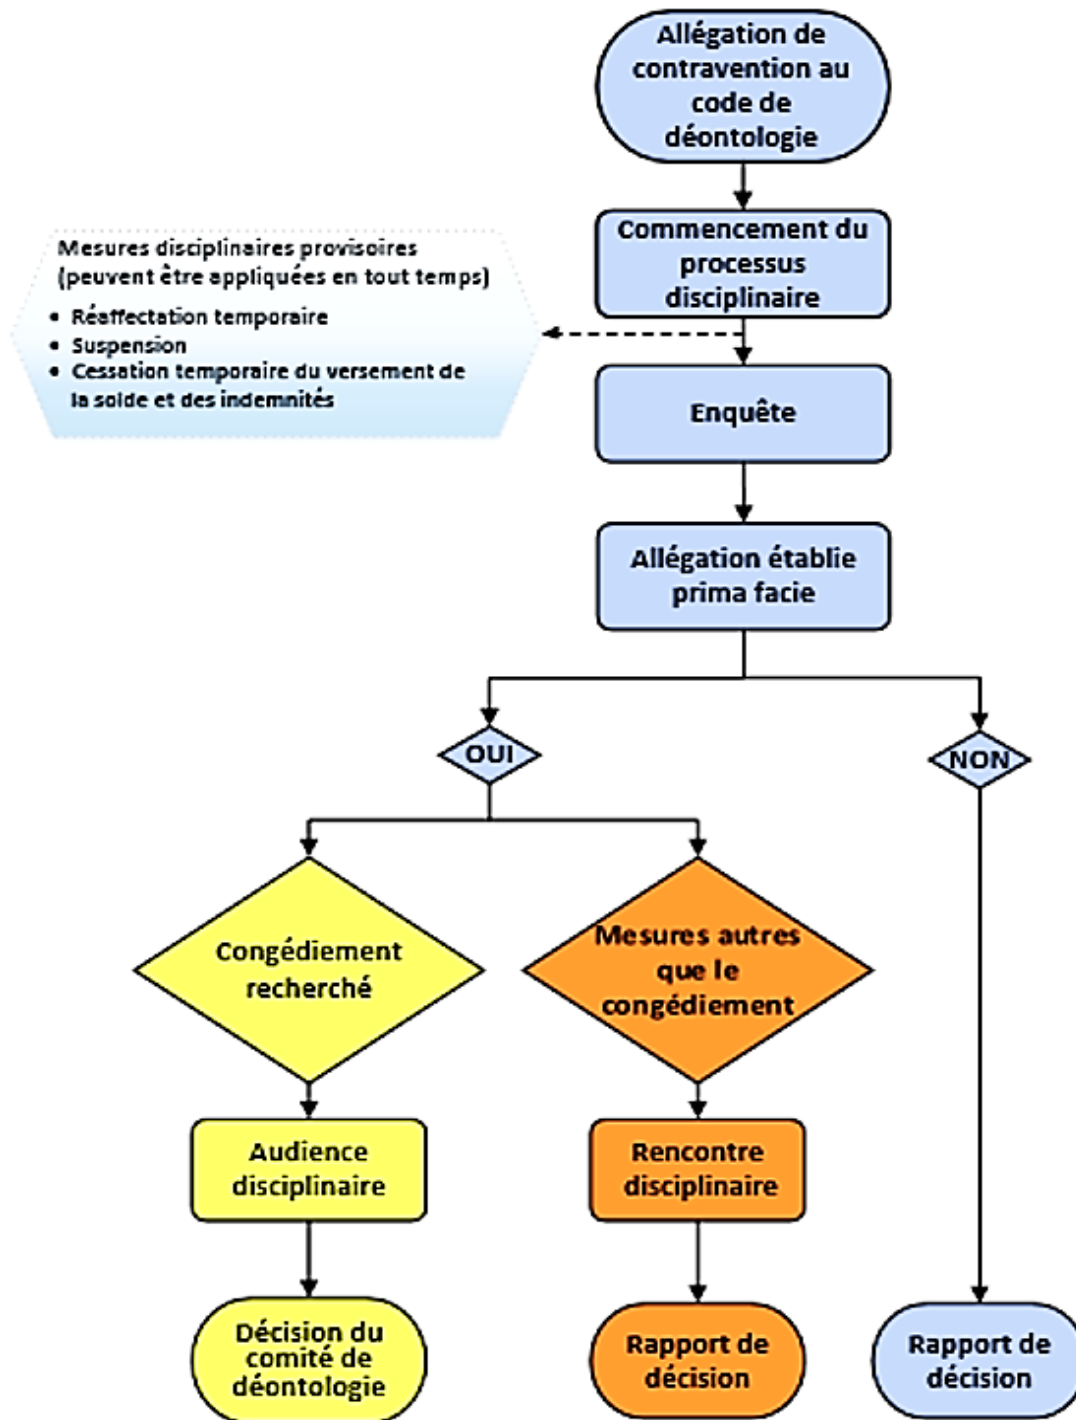 Allégation de
contravention au
code de
déontologie
Commencement du
processus
disciplinaire
Mesures disciplinaires provisoires
(peuvent être appliquées en tout temps)
• Réaffectation temporaire
• Suspension
• Cessation temporaire du versement de
la solde et des indemnités
Enquête
Allégation établie
prima facie
OUI
NON
Congédiement
recherché
Mesures autres
que le
congédiement
Audience
disciplinaire
Rencontre
disciplinaire
Décision du
comité de
déontologie
Rapport de
décision
Rapport de
décision